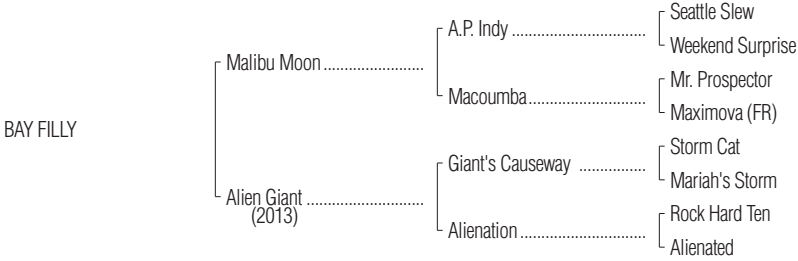 Seattle Slew
A.P. Indy
Weekend Surprise
Malibu Moon
Mr. Prospector
Macoumba
Maximova (FR)
BAY FILLY
Storm Cat
Giant's Causeway
Mariah's Storm
Alien Giant
(2013)
Rock Hard Ten
Alienation
Alienated